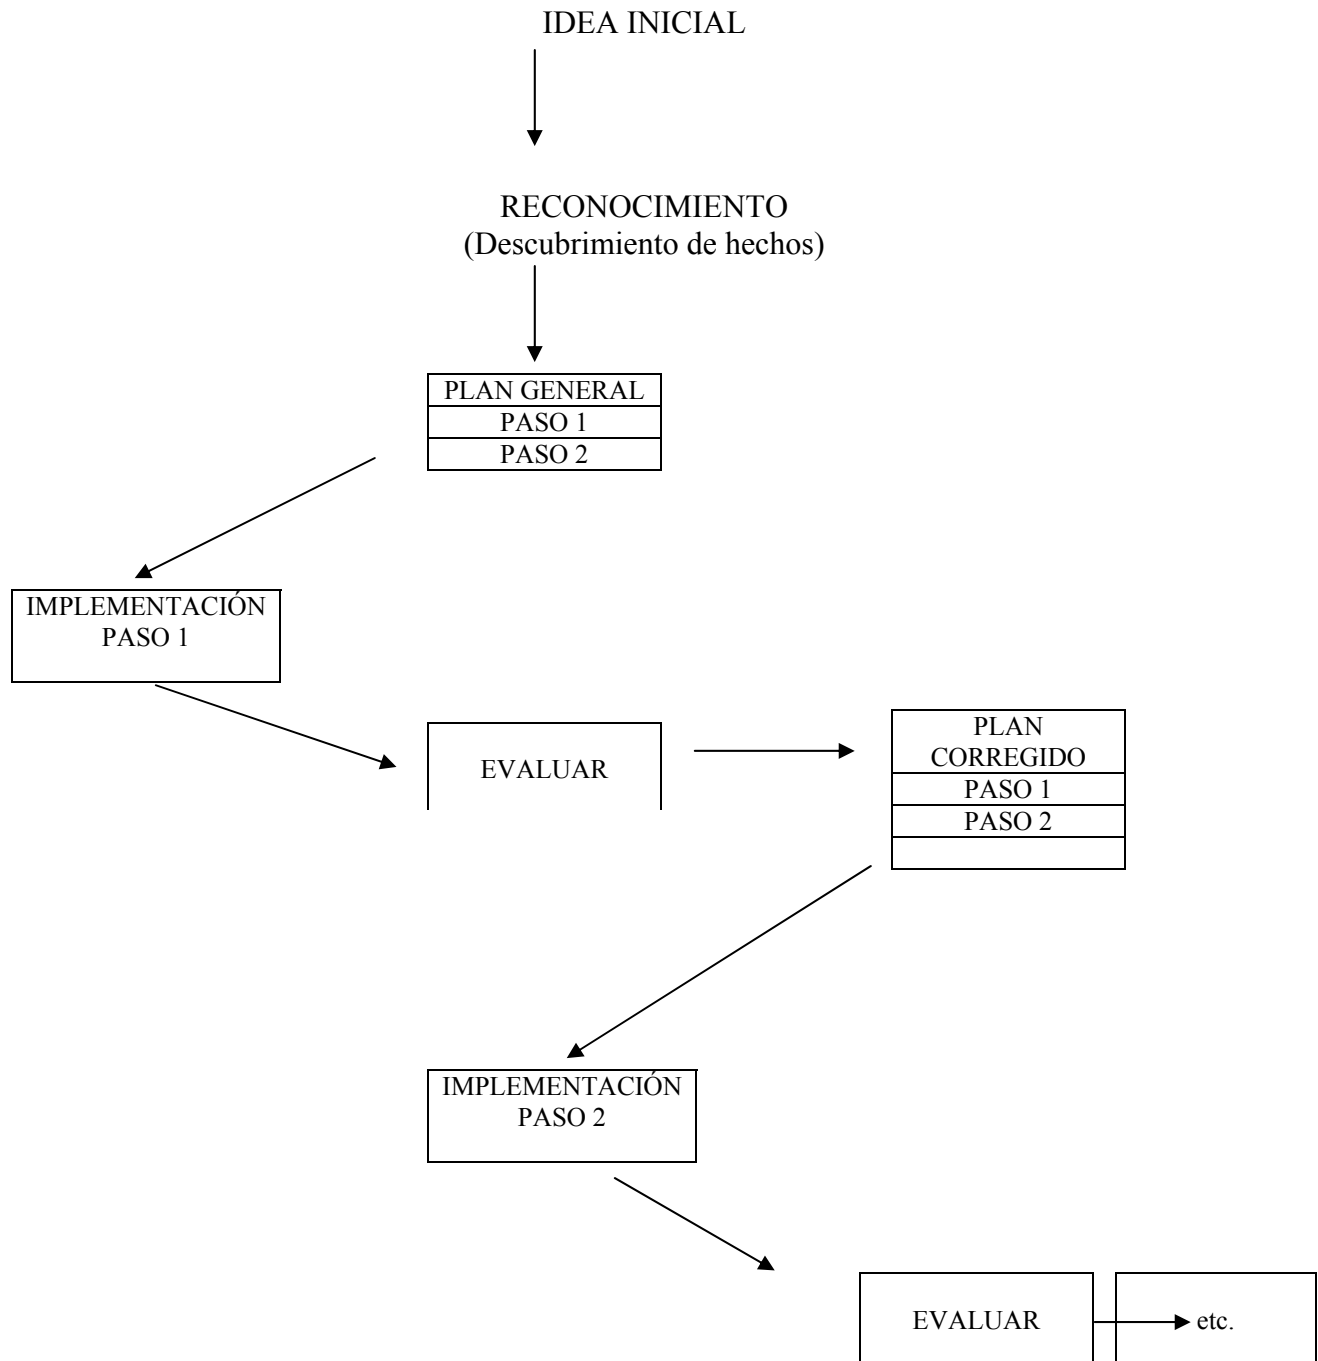 IDEA INICIAL
RECONOCIMIENTO
(Descubrimiento de hechos)
PLAN GENERAL
PASO 1
PASO 2
IMPLEMENTACIÓN
PASO 1
EVALUAR
PLAN
CORREGIDO
PASO 1
PASO 2
IMPLEMENTACIÓN
PASO 2
EVALUAR
etc.